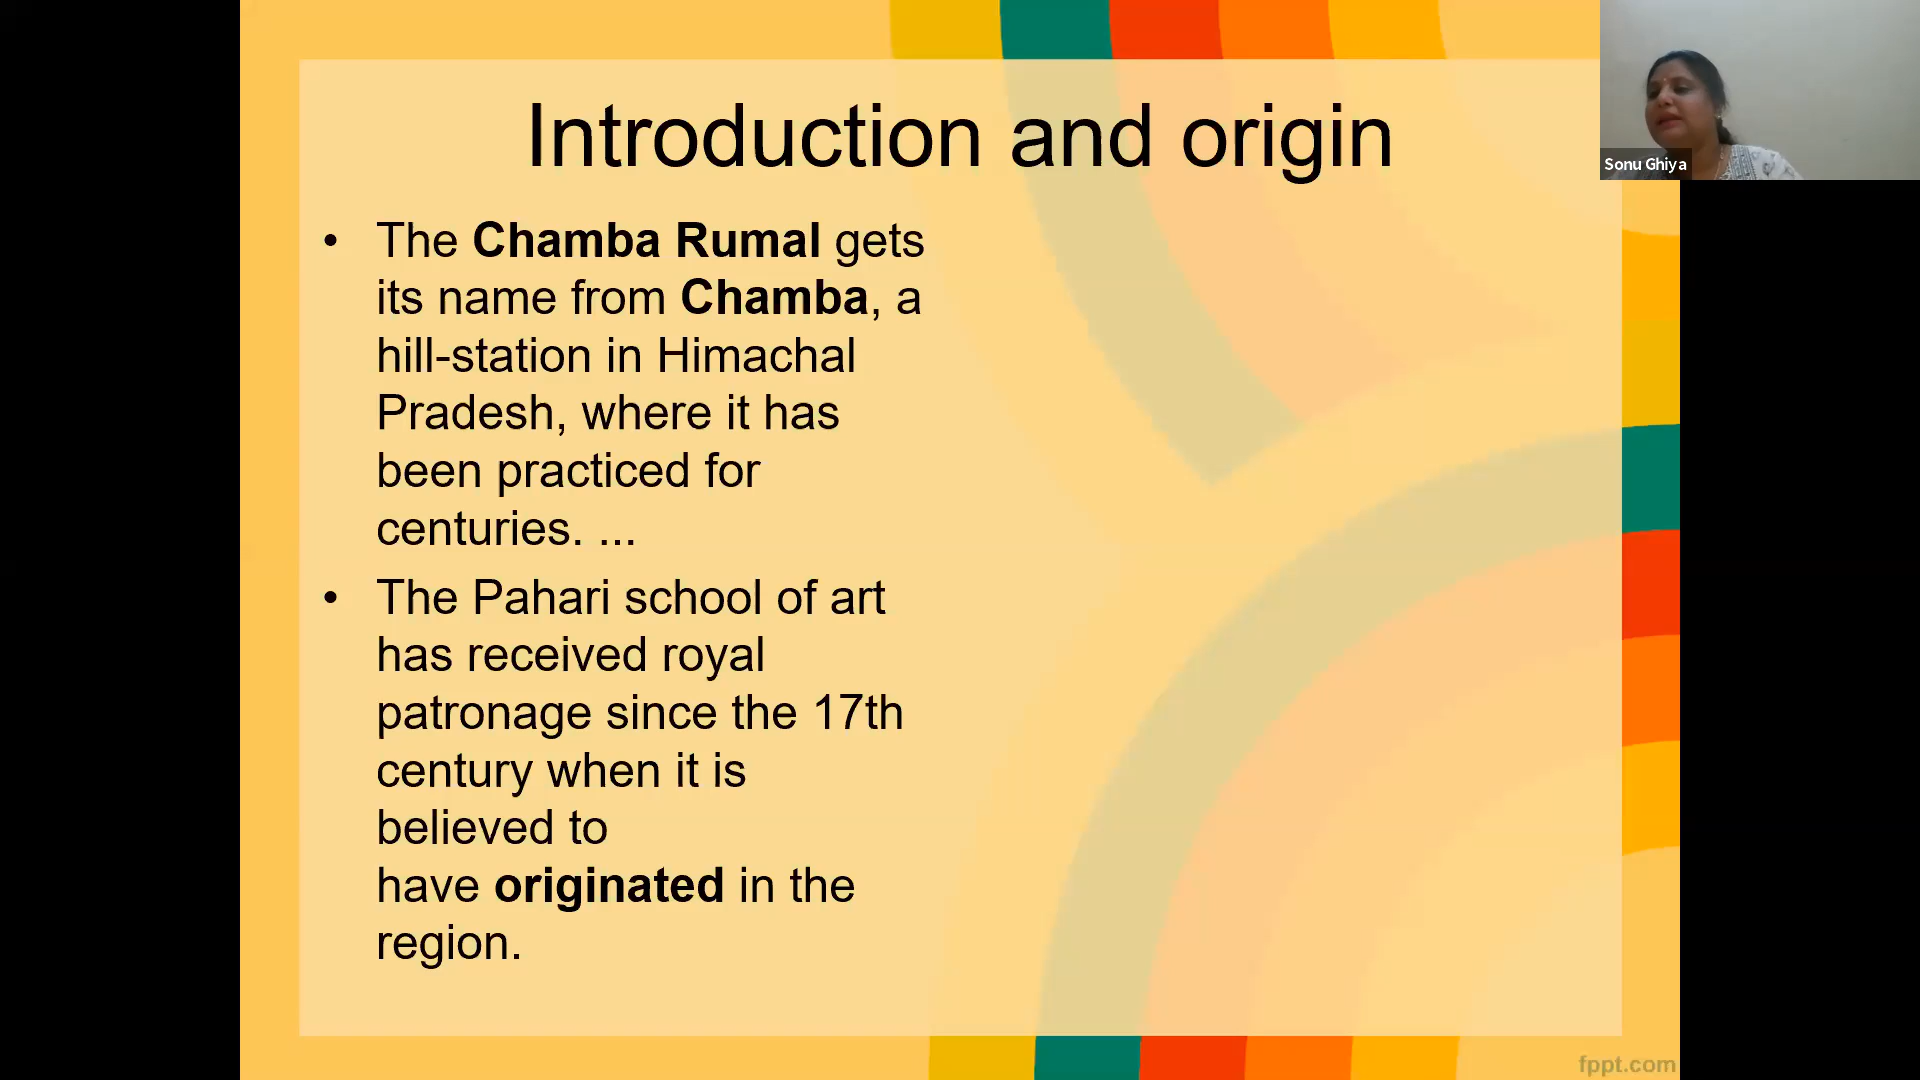 Introduction and origin
• The Chamba Rumal gets
its name from Chamba, a
hill-station in Himachal
Pradesh, where it has
been practiced for
centuries. ...
• The Pahari school of art
has received royal
patronage since the 17th
century when it is
believed to
have originated in the
region.
Sonu Ghiya
fppt.com